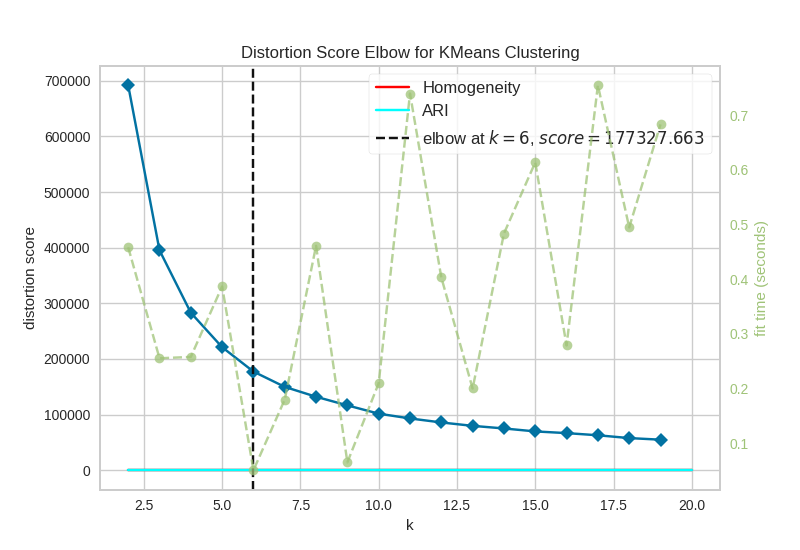 Distortion Score Elbow for KMeans Clustering
Homogeneity
ARI
elbow at k = 6, score = 177327.663
distortion score
700000
600000
500000
400000
300000
200000
100000
0
0.7
0.6
0.5
0.4
0.3
0.2
0.1
fit time (seconds)
2.5 5.0 7.5 10.0 12.5 15.0 17.5 20.0
k